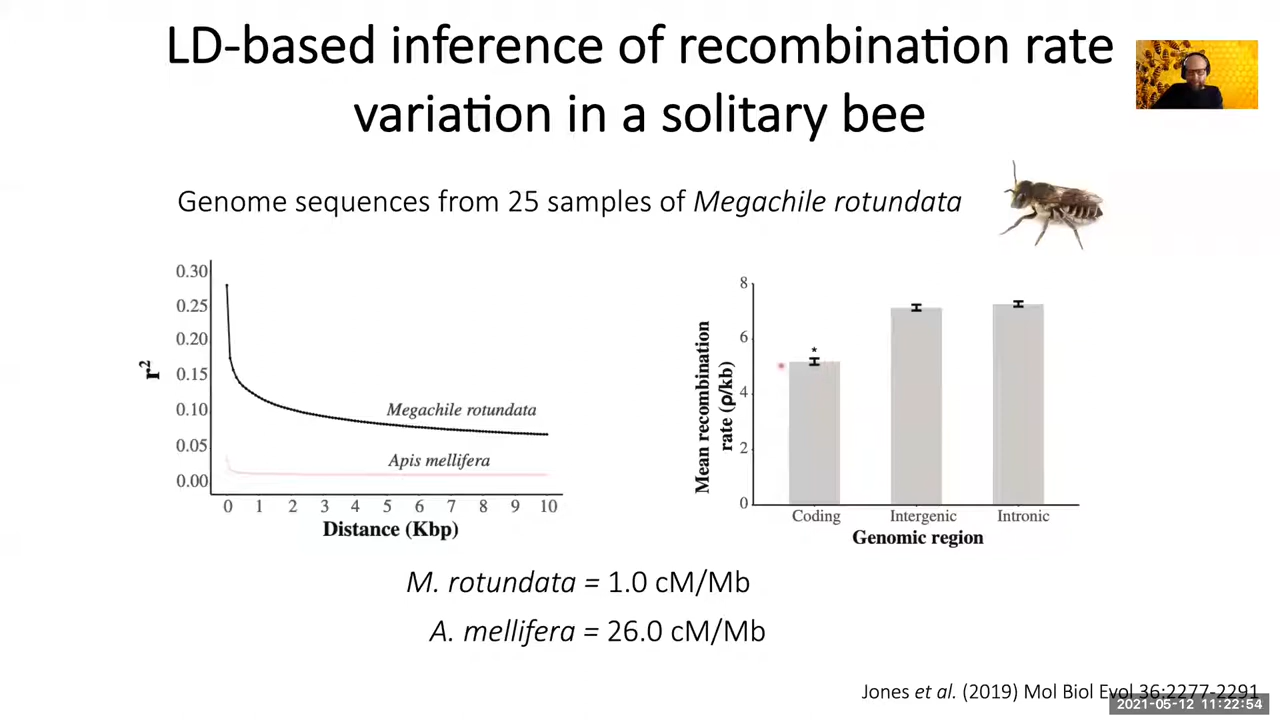 LD-based inference of recombination rate
variation in a solitary bee
Genome sequences from 25 samples of Megachile rotundata
0.30
0.25
0.20
0.15
0.10
0.05
0.00
r²
Megachile rotundata
Apis mellifera
0 1 2 3 4 5 6 7 8 9 10
Distance (Kbp)
8
6
4
2
0
Mean recombination
rate (ρ/kb)
*
Coding Intergenic Intronic
Genomic region
M. rotundata = 1.0 cM/Mb
A. mellifera = 26.0 cM/Mb
Jones et al. (2019) Mol Biol Evol 36:2277-2291
2021-05-12 11:22:54